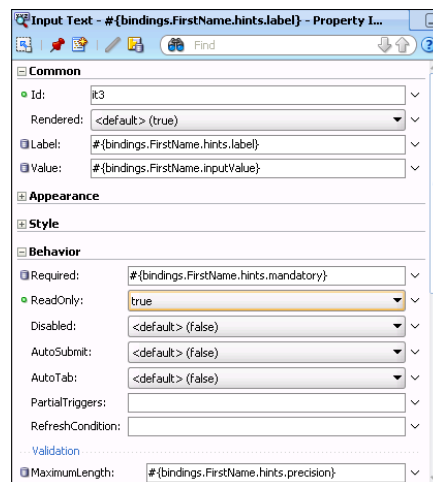 Input Text - #{bindings.FirstName.hints.label} - Property I...
Find
Common
Id: it3
Rendered: <default> (true)
Label: #{bindings.FirstName.hints.label}
Value: #{bindings.FirstName.inputValue}
Appearance
Style
Behavior
Required: #{bindings.FirstName.hints.mandatory}
ReadOnly: true
Disabled: <default> (false)
AutoSubmit: <default> (false)
AutoTab: <default> (false)
PartialTriggers:
RefreshCondition:
Validation
MaximumLength: #{bindings.FirstName.hints.precision}